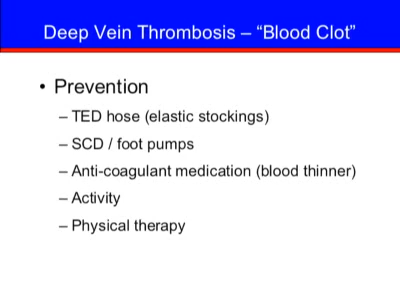 Deep Vein Thrombosis – “Blood Clot”
• Prevention
– TED hose (elastic stockings)
– SCD / foot pumps
– Anti-coagulant medication (blood thinner)
– Activity
– Physical therapy